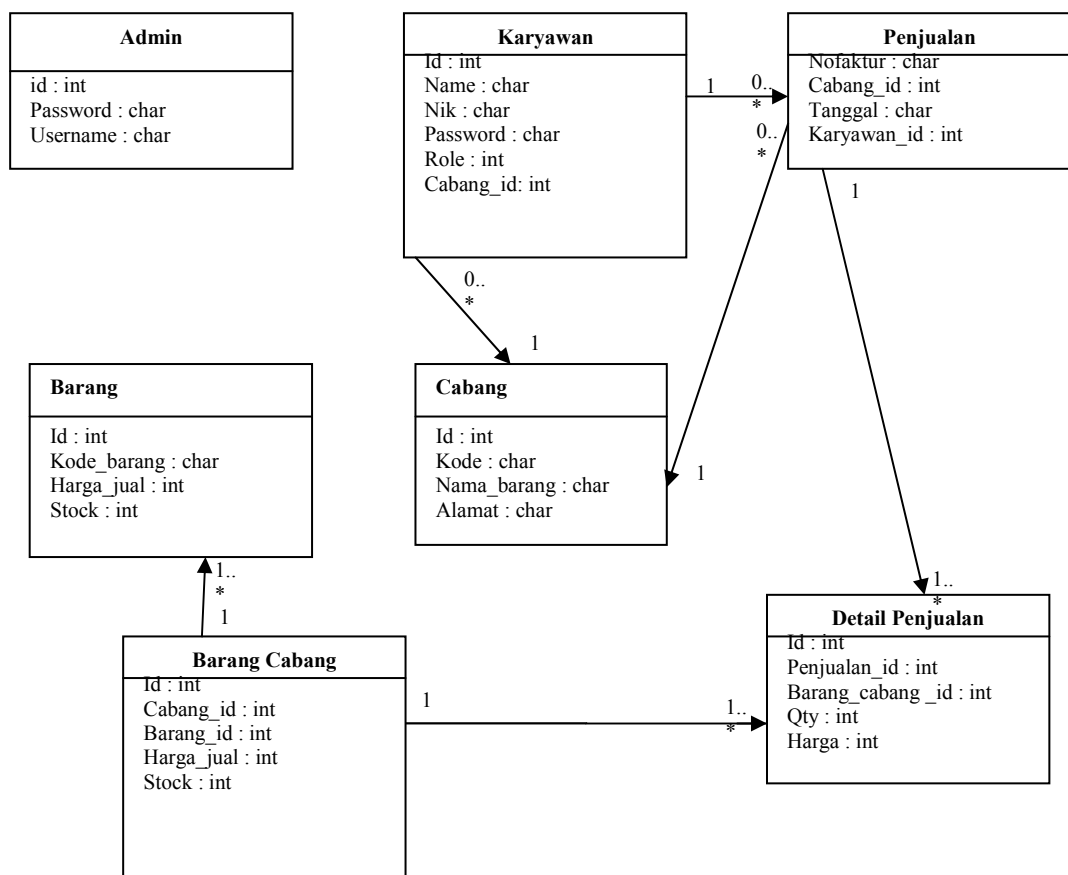 Admin
id : int
Password : char
Username : char
Karyawan
Id : int
Name : char
Nik : char
Password : char
Role : int
Cabang_id: int
Penjualan
Nofaktur : char
Cabang_id : int
Tanggal : char
Karyawan_id : int
1
0..
*
0..
*
1
0..
*
1
1
Barang
Id : int
Kode_barang : char
Harga_jual : int
Stock : int
Cabang
Id : int
Kode : char
Nama_barang : char
Alamat : char
1..
*
1
1..
*
Barang Cabang
Id : int
Cabang_id : int
Barang_id : int
Harga_jual : int
Stock : int
1
1..
*
Detail Penjualan
Id : int
Penjualan_id : int
Barang_cabang _id : int
Qty : int
Harga : int